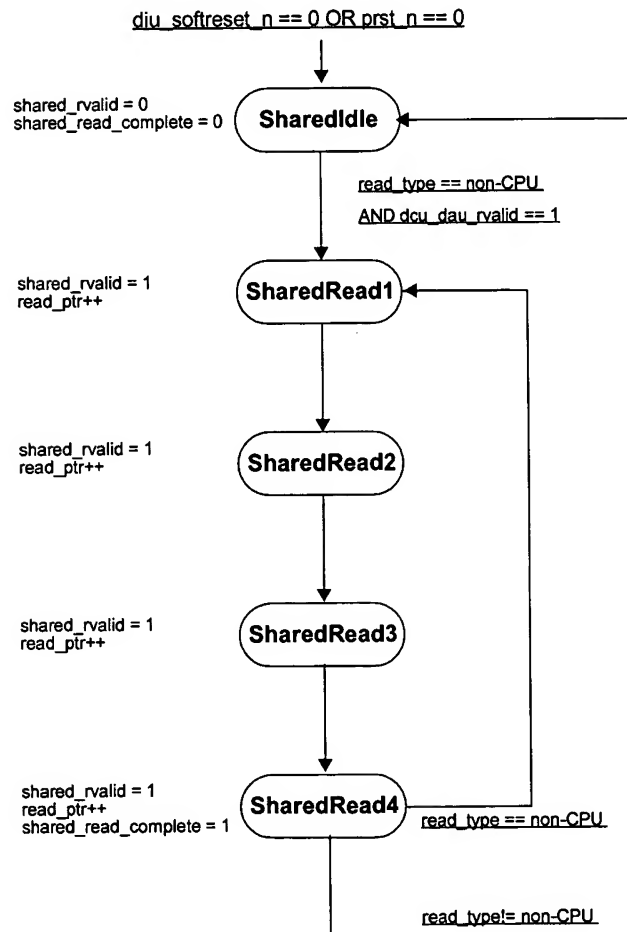 diu_softreset_n == 0 OR prst_n == 0
shared_rvalid = 0
shared_read_complete = 0
SharedIdle
read_type == non-CPU
AND dcu_dau_rvalid == 1
shared_rvalid = 1
read_ptr++
SharedRead1
shared_rvalid = 1
read_ptr++
SharedRead2
shared_rvalid = 1
read_ptr++
SharedRead3
shared_rvalid = 1
read_ptr++
shared_read_complete = 1
SharedRead4
read_type == non-CPU
read_type!= non-CPU